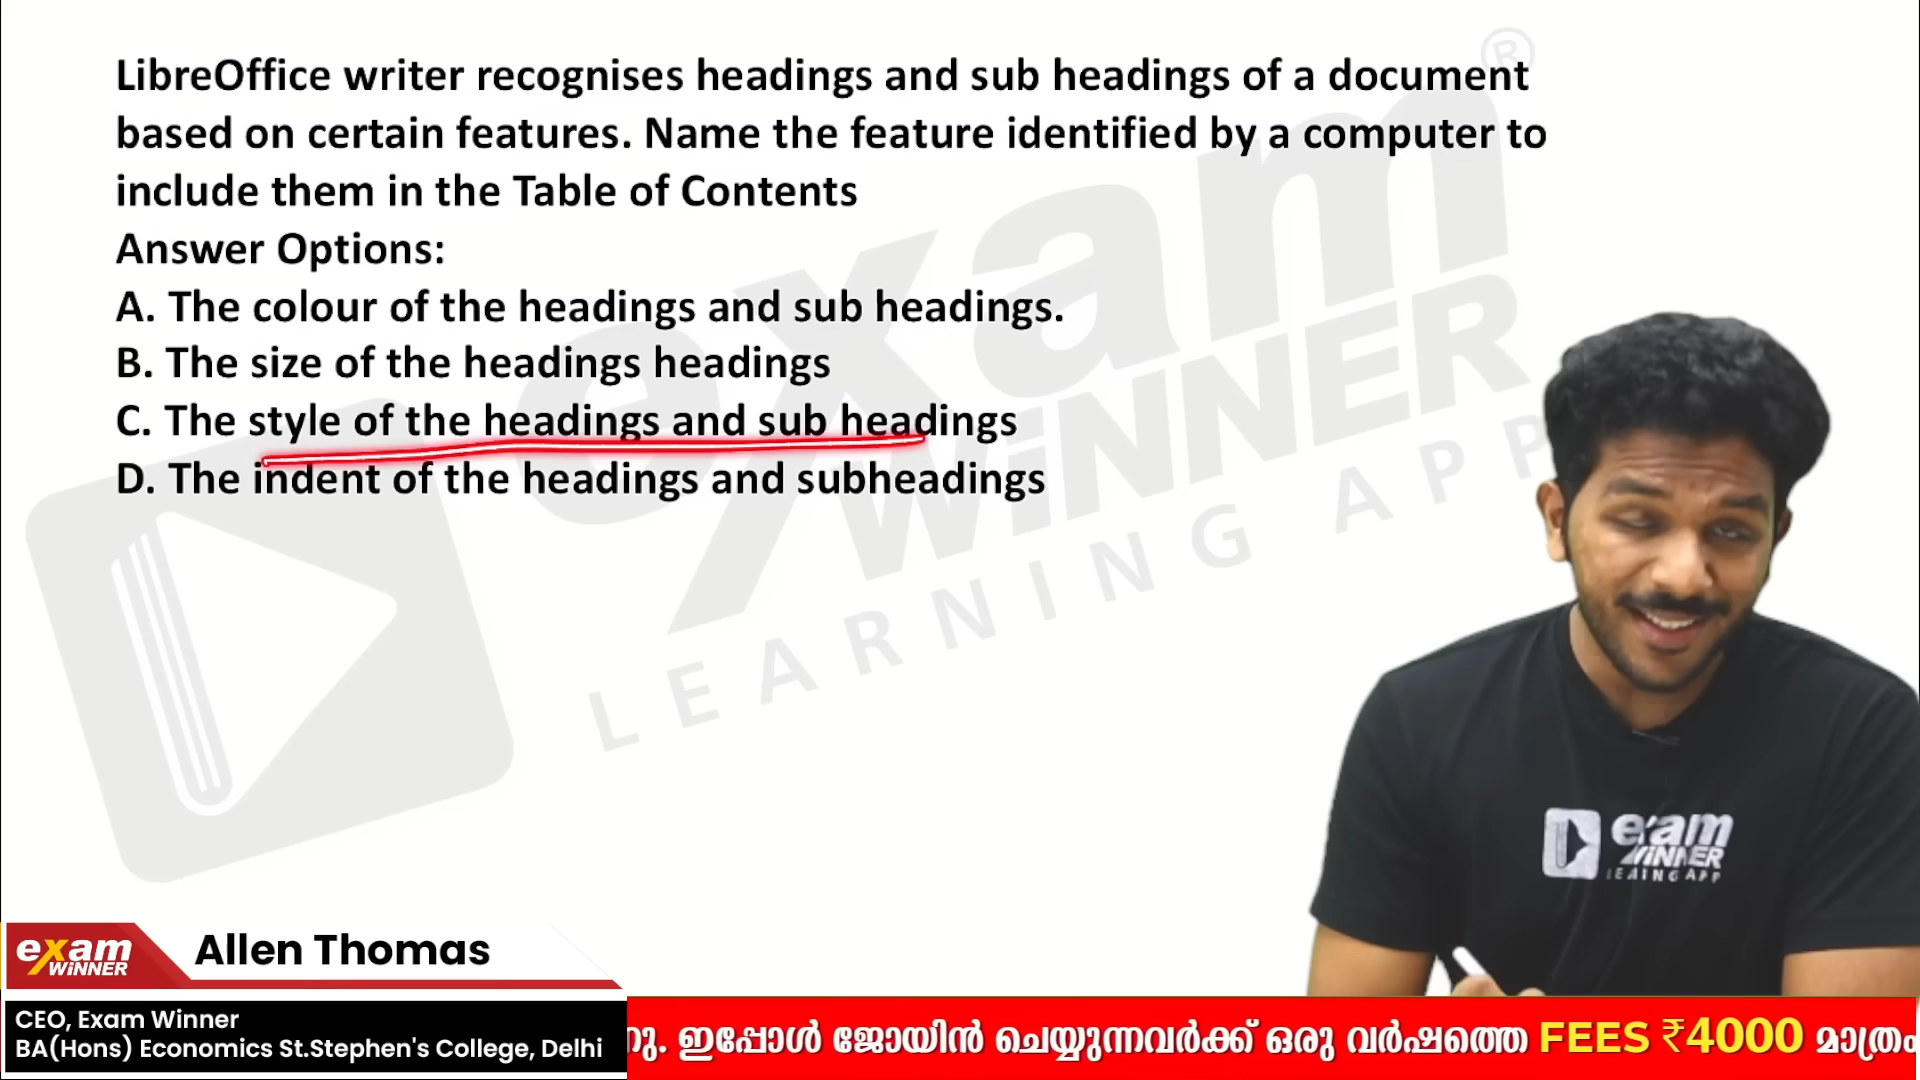 LibreOffice writer recognises headings and sub headings of a document
based on certain features. Name the feature identified by a computer to
include them in the Table of Contents
Answer Options:
A. The colour of the headings and sub headings.
B. The size of the headings headings
C. The style of the headings and sub headings
D. The indent of the headings and subheadings
®
exam
WINNER
LEARNING APP
exam
WINNER
LEARNING APP
exam
WINNER
Allen Thomas
CEO, Exam Winner
BA(Hons) Economics St.Stephen's College, Delhi
ഇപ്പോൾ ജോയിൻ ചെയ്യുന്നവർക്ക് ഒരു വർഷത്തെ FEES ₹4000